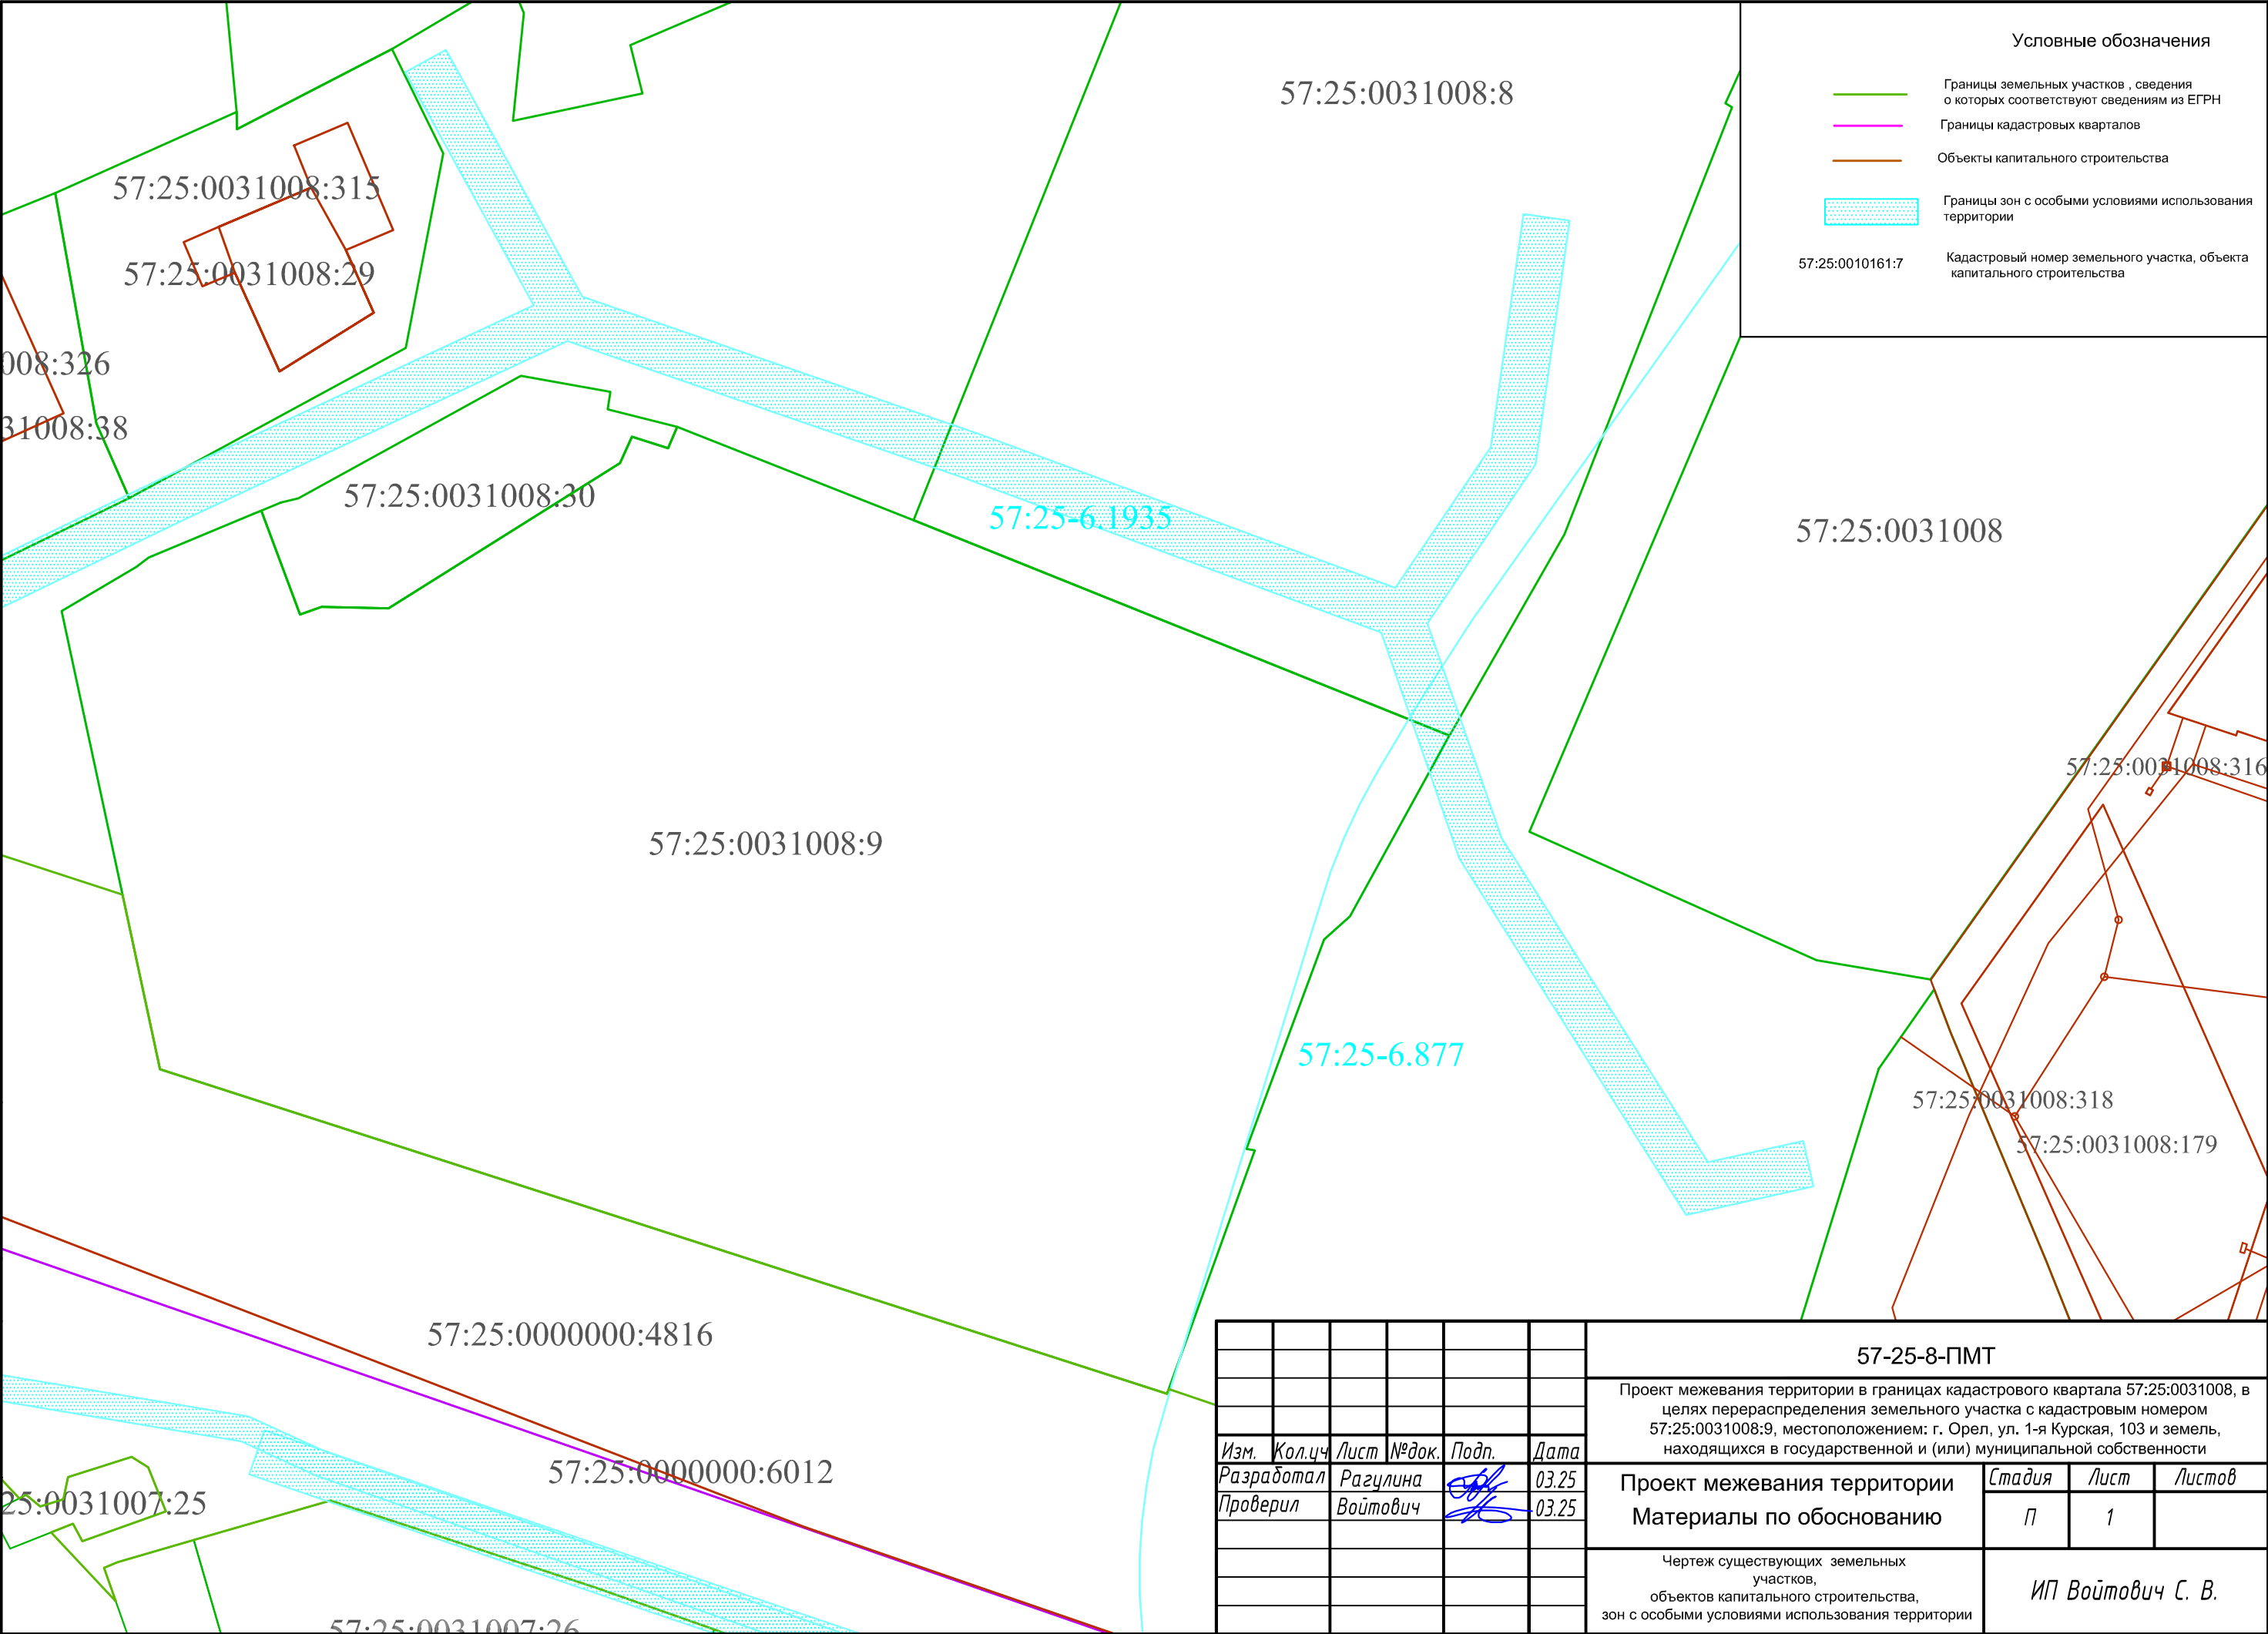 Условные обозначения
Границы земельных участков , сведения
о которых соответствуют сведениям из ЕГРН
Границы кадастровых кварталов
Объекты капитального строительства
Границы зон с особыми условиями использования
территории
57:25:0010161:7
Кадастровый номер земельного участка, объекта
капитального строительства
57:25:0031008:8
57:25:0031008:315
57:25:0031008:29
008:326
31008:38
57:25:0031008:30
57:25-6.1935
57:25:0031008
57:25:0031008:316
57:25:0031008:9
57:25-6.877
57:25:0031008:318
57:25:0031008:179
57:25:0000000:4816
57:25:0000000:6012
25:0031007:25
57:25:0031007:26
57-25-8-ПМТ
Проект межевания территории в границах кадастрового квартала 57:25:0031008, в
целях перераспределения земельного участка с кадастровым номером
57:25:0031008:9, местоположением: г. Орел, ул. 1-я Курская, 103 и земель,
находящихся в государственной и (или) муниципальной собственности
Изм. Кол.уч Лист №док. Подп. Дата
Разработал Рагулина 03.25
Проверил Войтович 03.25
Проект межевания территории
Материалы по обоснованию
Стадия Лист Листов
П 1
Чертеж существующих земельных
участков,
объектов капитального строительства,
зон с особыми условиями использования территории
ИП Войтович С. В.